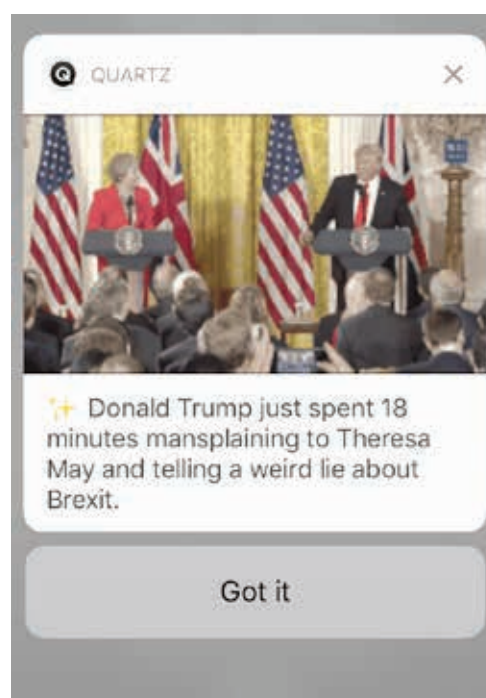 QUARTZ
✨ Donald Trump just spent 18
minutes mansplaining to Theresa
May and telling a weird lie about
Brexit.
Got it